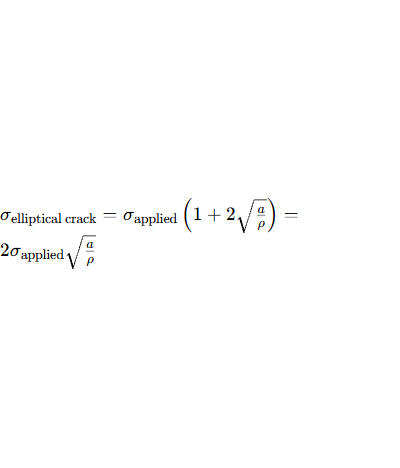 σ_elliptical crack = σ_applied (1 + 2√(a/ρ)) =
2σ_applied √(a/ρ)